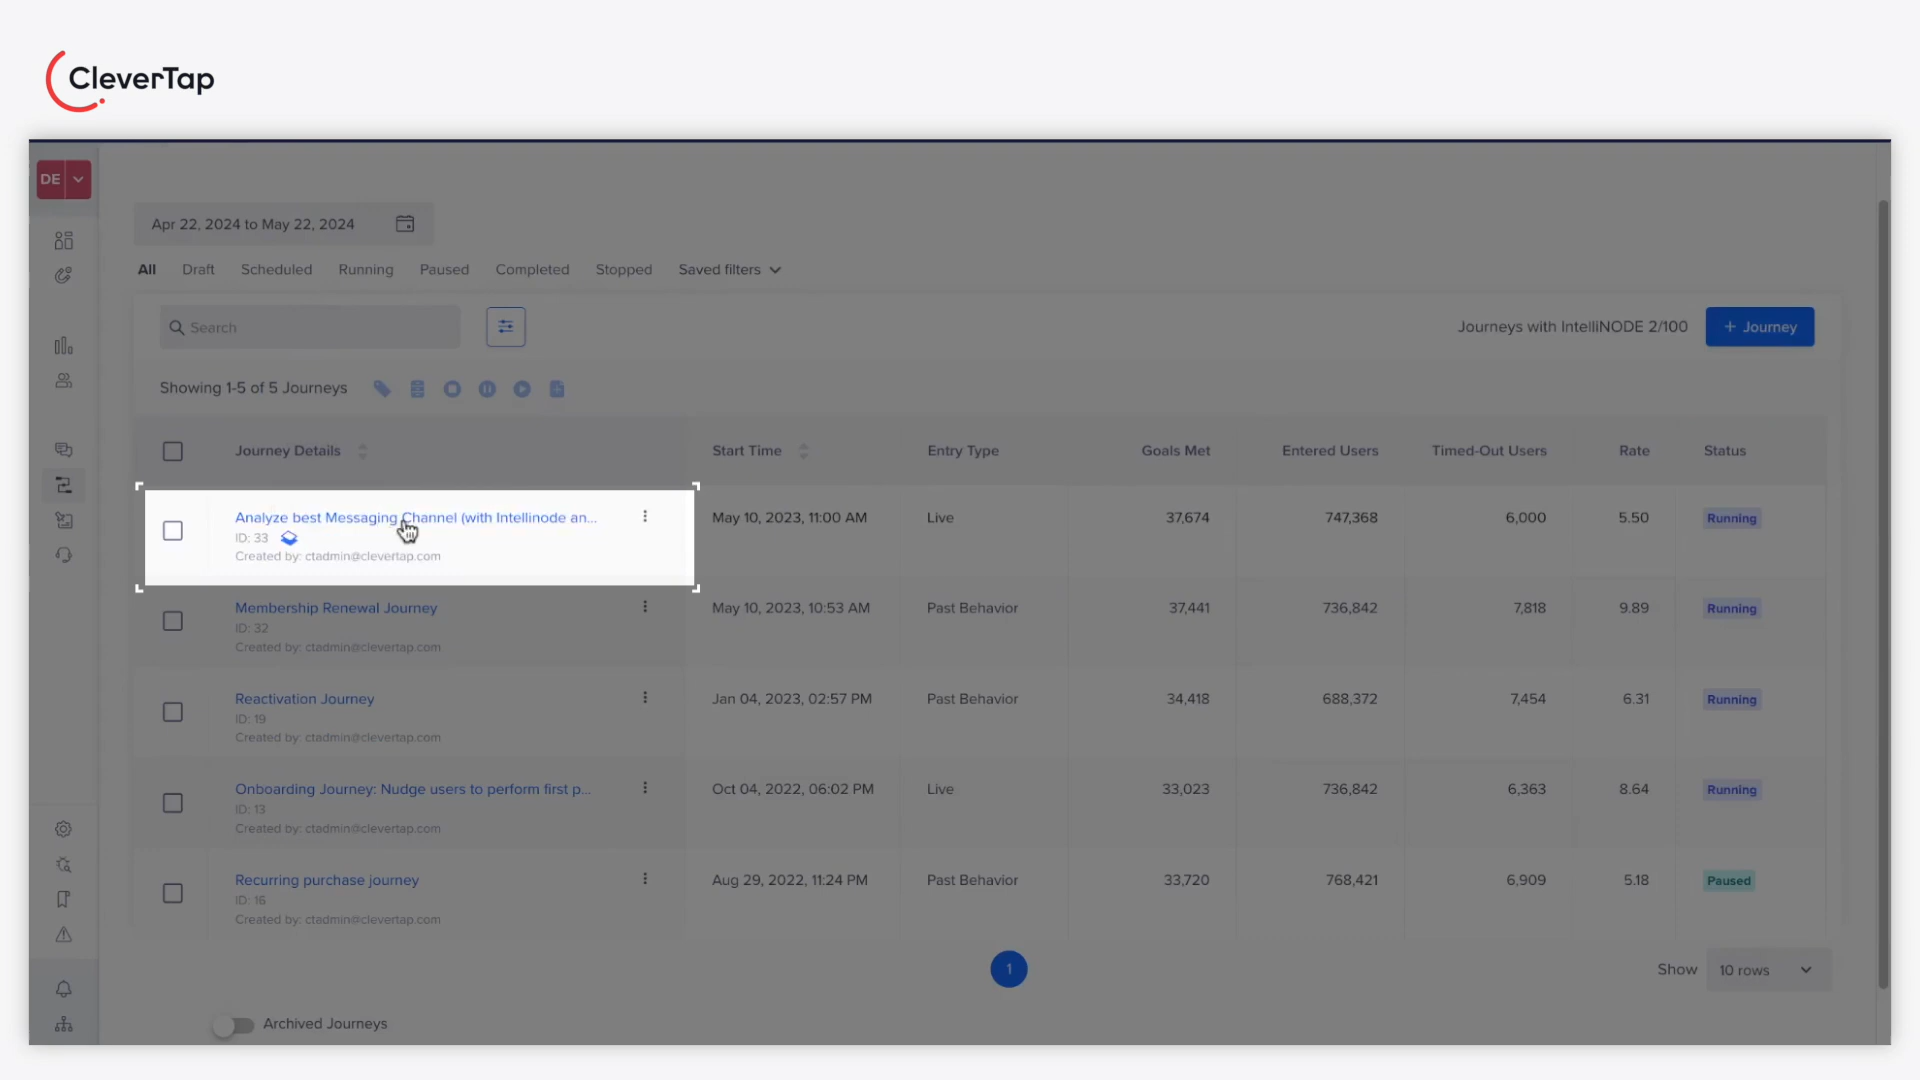 CleverTap
DE
Apr 22, 2024 to May 22, 2024
All Draft Scheduled Running Paused Completed Stopped Saved filters
Search
Journeys with IntelliNODE 2/100
+ Journey
Showing 1-5 of 5 Journeys
Journey Details Start Time Entry Type Goals Met Entered Users Timed-Out Users Rate Status
Analyze best Messaging Channel (with Intellinode an... May 10, 2023, 11:00 AM Live 37,674 747,368 6,000 5.50 Running
ID: 33
Created by: ctadmin@clevertap.com
Membership Renewal Journey May 10, 2023, 10:53 AM Past Behavior 37,441 736,842 7,818 9.89 Running
ID: 32
Created by: ctadmin@clevertap.com
Reactivation Journey Jan 04, 2023, 02:57 PM Past Behavior 34,418 688,372 7,454 6.31 Running
ID: 19
Created by: ctadmin@clevertap.com
Onboarding Journey: Nudge users to perform first p... Oct 04, 2022, 06:02 PM Live 33,023 736,842 6,363 8.64 Running
ID: 13
Created by: ctadmin@clevertap.com
Recurring purchase journey Aug 29, 2022, 11:24 PM Past Behavior 33,720 768,421 6,909 5.18 Paused
ID: 16
Created by: ctadmin@clevertap.com
1
Show 10 rows
Archived Journeys